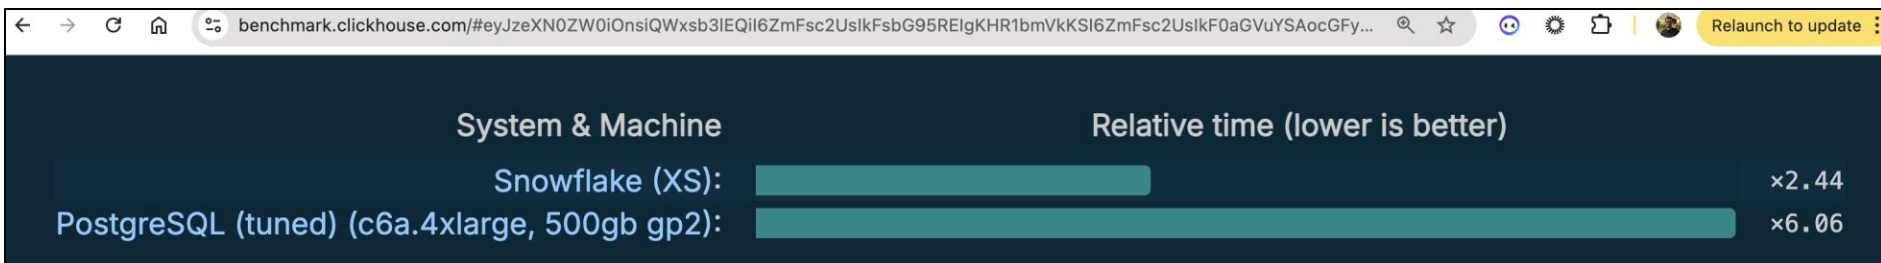 benchmark.clickhouse.com/#eyJzeXN0ZW0iOnsiQWxsb3lEQiI6ZmFsc2UsIkFsbG95REIgKHR1bmVkKSI6ZmFsc2UsIkF0aGVuYSAocGFy...
Relaunch to update
System & Machine
Relative time (lower is better)
Snowflake (XS): ×2.44
PostgreSQL (tuned) (c6a.4xlarge, 500gb gp2): ×6.06